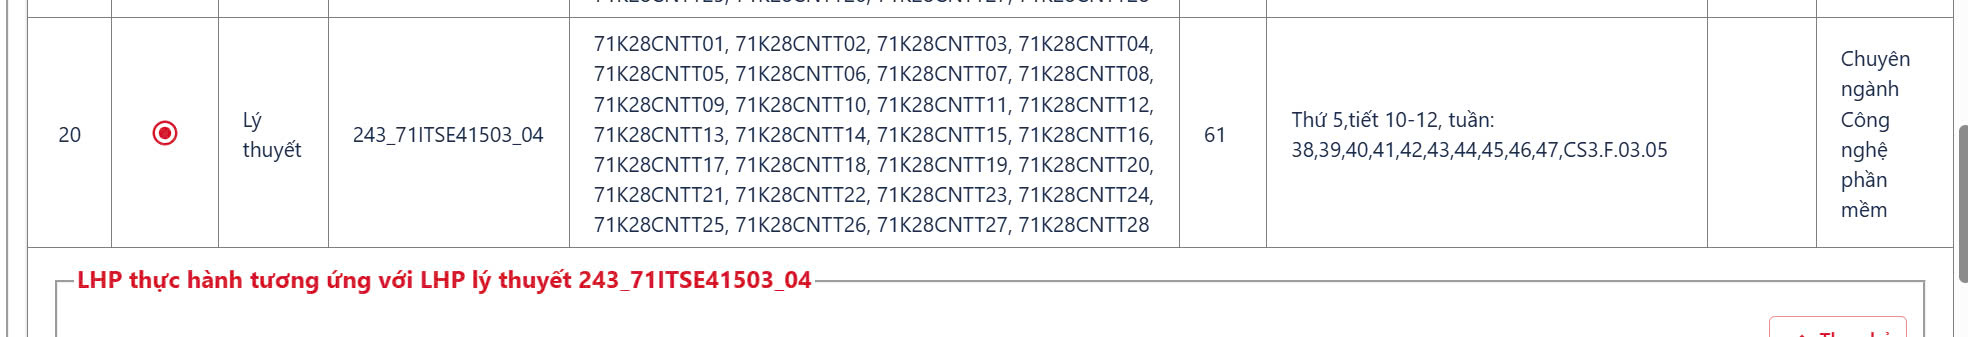 20
Lý
thuyết
243_71ITSE41503_04
71K28CNTT01, 71K28CNTT02, 71K28CNTT03, 71K28CNTT04,
71K28CNTT05, 71K28CNTT06, 71K28CNTT07, 71K28CNTT08,
71K28CNTT09, 71K28CNTT10, 71K28CNTT11, 71K28CNTT12,
71K28CNTT13, 71K28CNTT14, 71K28CNTT15, 71K28CNTT16,
71K28CNTT17, 71K28CNTT18, 71K28CNTT19, 71K28CNTT20,
71K28CNTT21, 71K28CNTT22, 71K28CNTT23, 71K28CNTT24,
71K28CNTT25, 71K28CNTT26, 71K28CNTT27, 71K28CNTT28
61
Thứ 5,tiết 10-12, tuần:
38,39,40,41,42,43,44,45,46,47,CS3.F.03.05
Chuyên
ngành
Công
nghệ
phần
mềm
LHP thực hành tương ứng với LHP lý thuyết 243_71ITSE41503_04